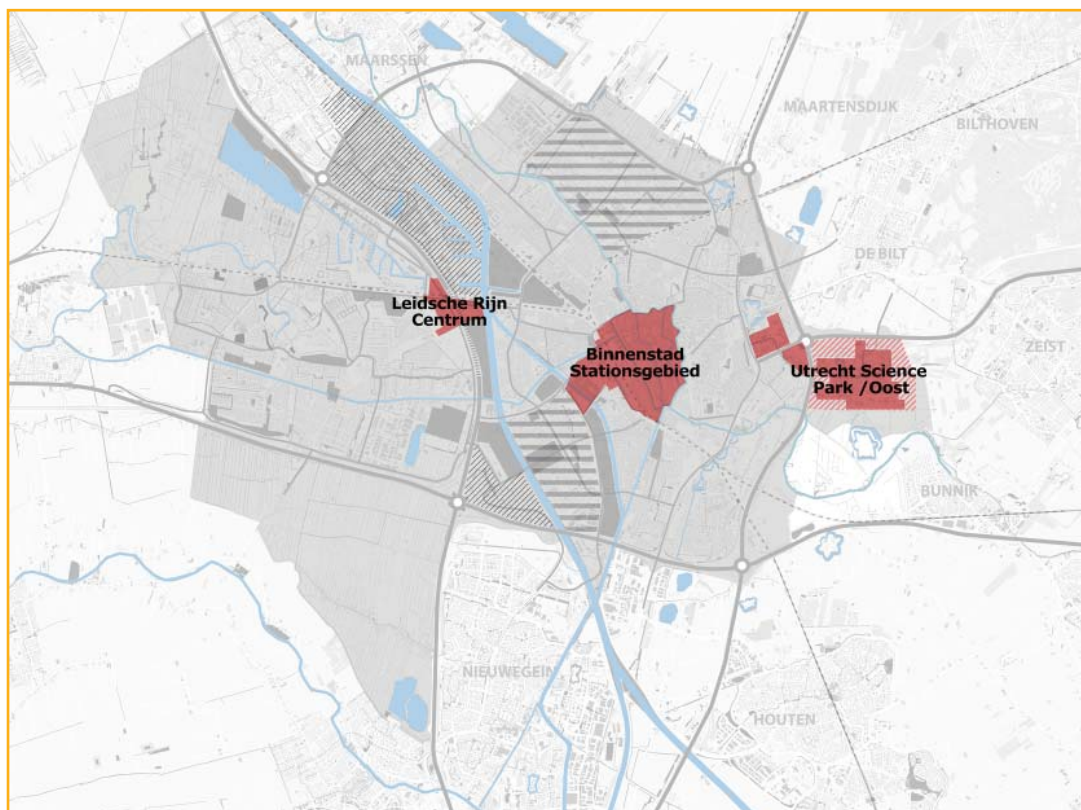 MAARSSEN
MAARTENSDIJK
BILTHOVEN
DE BILT
Leidsche Rijn
Centrum
Binnenstad
Stationsgebied
Utrecht Science
Park /Oost
ZEIST
BUNNIK
NIEUWEGEIN
HOUTEN